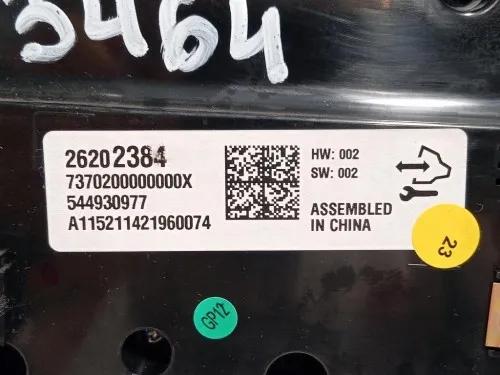 3464
26202384
7370200000000X
544930977
A115211421960074
HW: 002
SW: 002
ASSEMBLED
IN CHINA
23
GP12